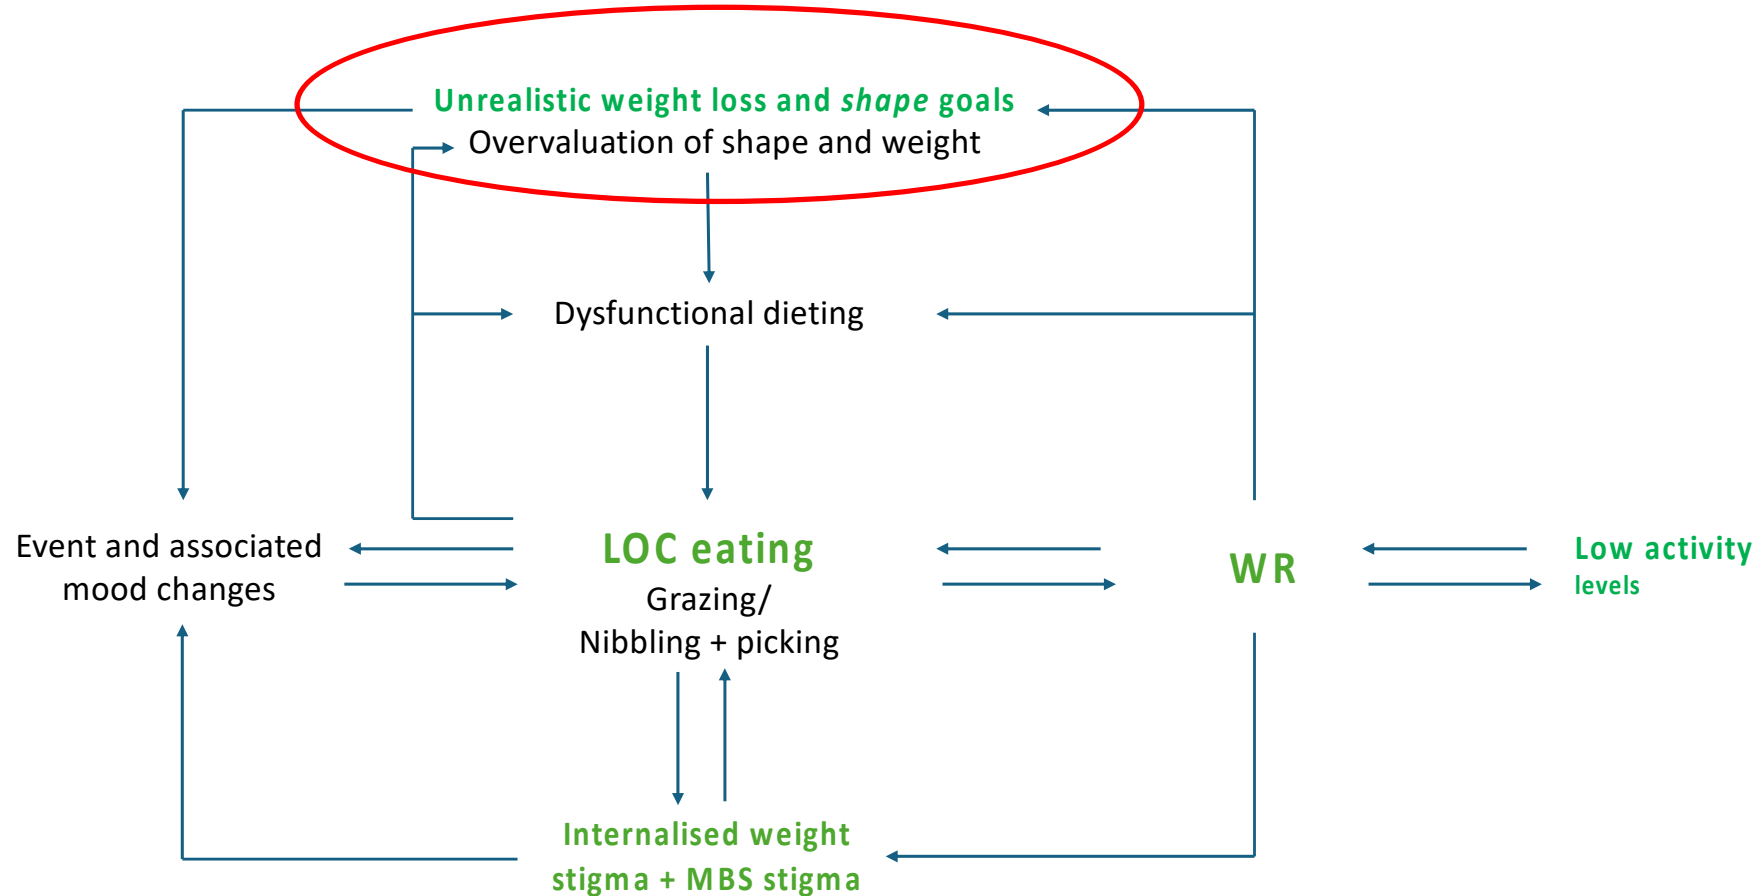 Unrealistic weight loss and shape goals
Overvaluation of shape and weight
Dysfunctional dieting
Event and associated
mood changes
LOC eating
Grazing/
Nibbling + picking
WR
Low activity
levels
Internalised weight
stigma + MBS stigma